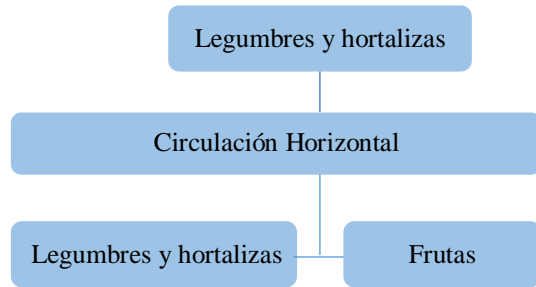 Legumbres y hortalizas
Circulación Horizontal
Legumbres y hortalizas
Frutas